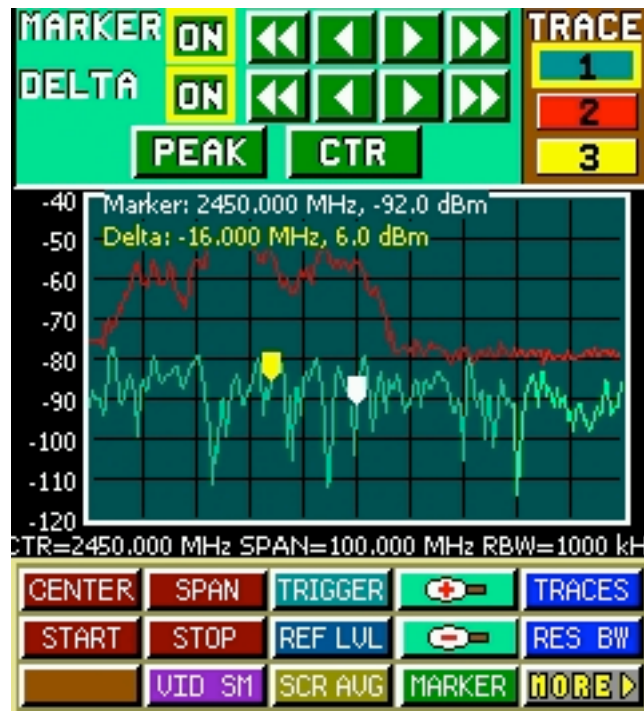 MARKER ON
TRACE
1
DELTA ON
2
PEAK CTR
3
-40 Marker: 2450.000 MHz, -92.0 dBm
-50 Delta: -16.000 MHz, 6.0 dBm
-60
-70
-80
-90
-100
-110
-120
CTR=2450.000 MHz SPAN=100.000 MHz RBW=1000 kH
CENTER SPAN TRIGGER TRACES
START STOP REF LVL RES BW
VID SM SCR AVG MARKER MORE